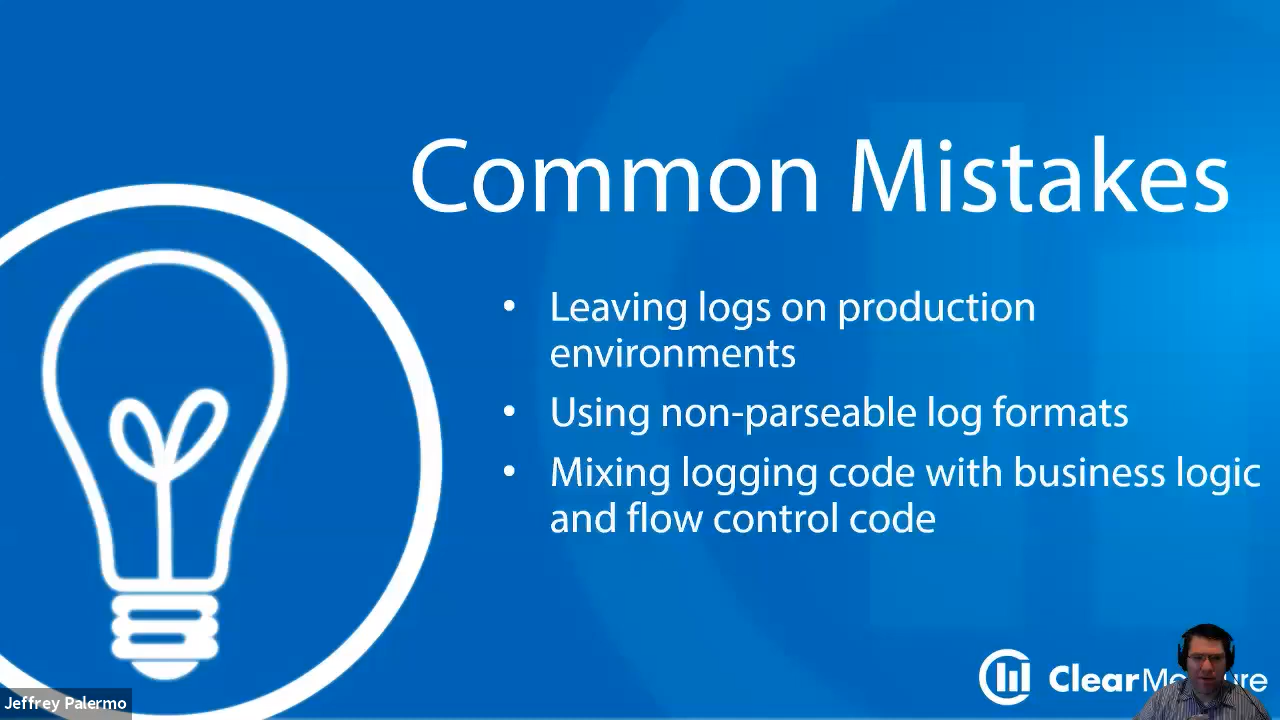 Common Mistakes
• Leaving logs on production
environments
• Using non-parseable log formats
• Mixing logging code with business logic
and flow control code
Clear
Jeffrey Palermo